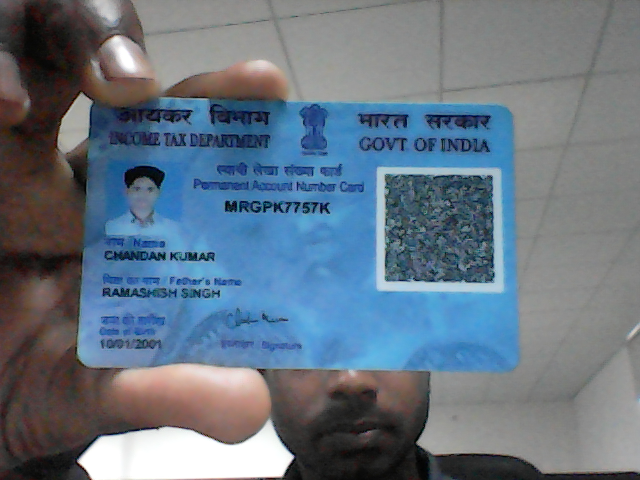 आयकर विभाग
INCOME TAX DEPARTMENT
भारत सरकार
GOVT OF INDIA
स्थायी लेखा संख्या कार्ड
Permanent Account Number Card
MRGPK7757K
नाम / Name
CHANDAN KUMAR
पिता का नाम / Father's Name
RAMASHISH SINGH
जन्म की तारीख
Date of Birth
10/01/2001
हस्ताक्षर / Signature